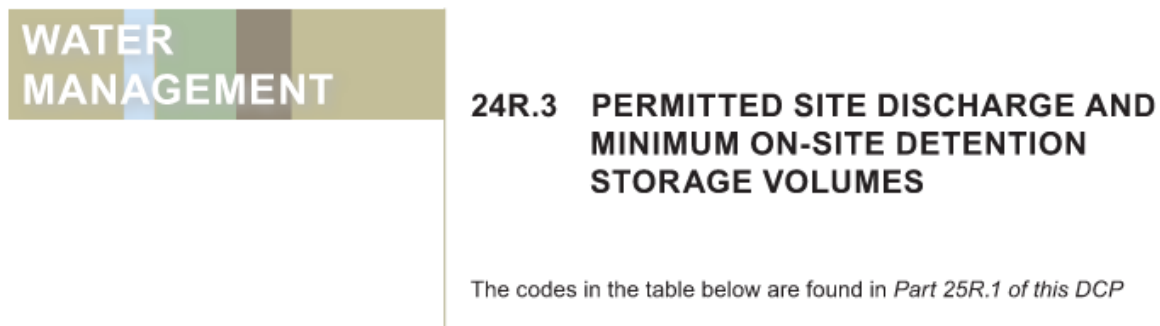 WATER
MANAGEMENT
24R.3 PERMITTED SITE DISCHARGE AND
MINIMUM ON-SITE DETENTION
STORAGE VOLUMES
The codes in the table below are found in Part 25R.1 of this DCP